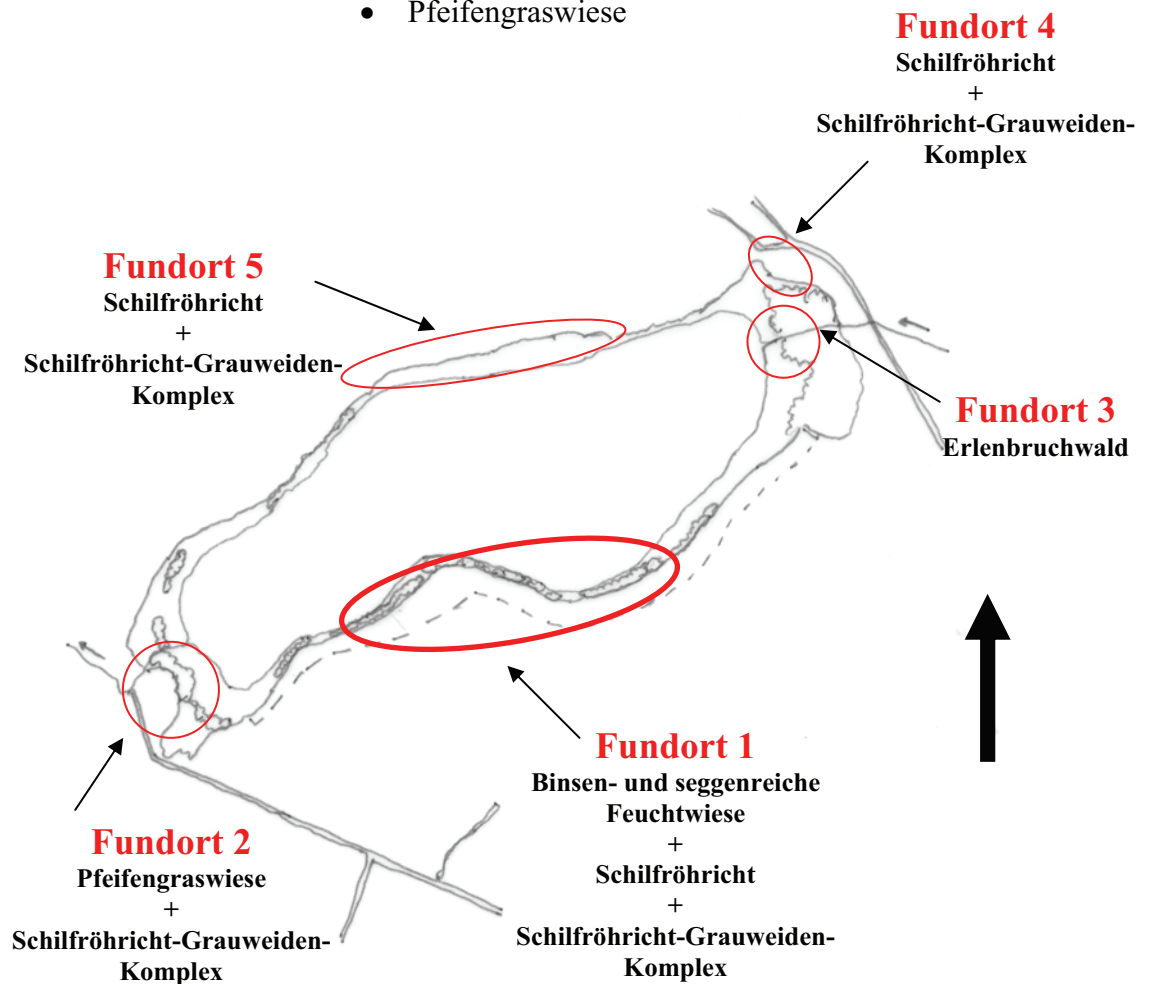 • Pfeifengraswiese
Fundort 4
Schilfröhricht
+
Schilfröhricht-Grauweiden-
Komplex
Fundort 5
Schilfröhricht
+
Schilfröhricht-Grauweiden-
Komplex
Fundort 3
Erlenbruchwald
Fundort 1
Binsen- und seggenreiche
Feuchtwiese
+
Schilfröhricht
+
Schilfröhricht-Grauweiden-
Komplex
Fundort 2
Pfeifengraswiese
+
Schilfröhricht-Grauweiden-
Komplex